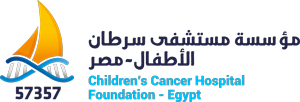 مؤسسة مستشفى سرطان
الأطفال-مصر
Children's Cancer Hospital
Foundation - Egypt
57357